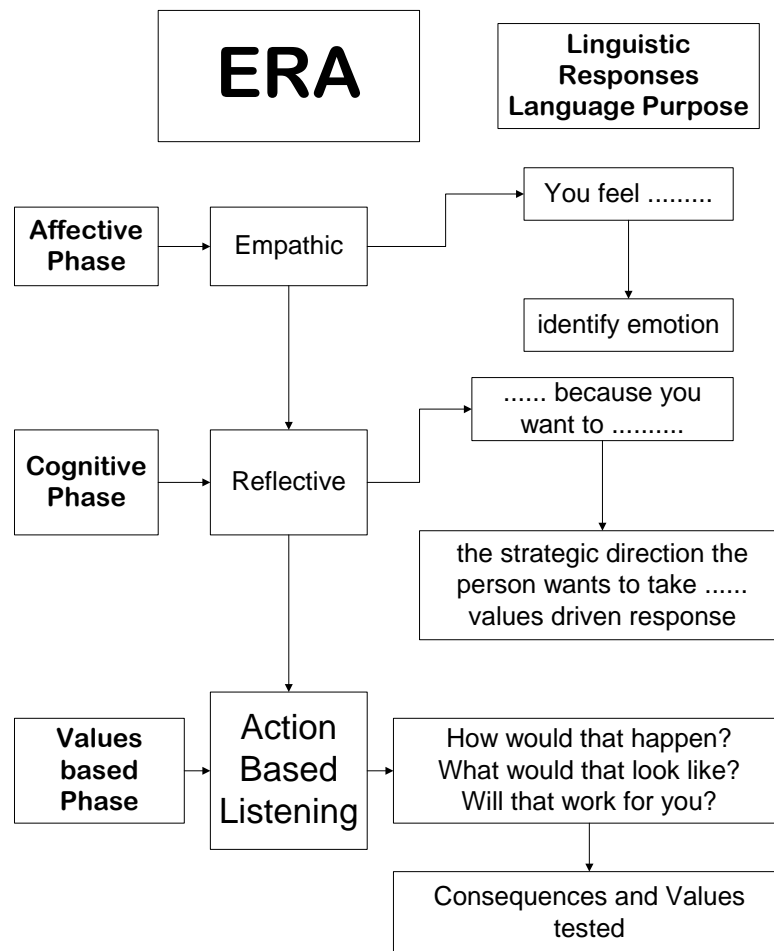 ERA
Linguistic
Responses
Language Purpose
Affective
Phase
Empathic
You feel .........
identify emotion
Cognitive
Phase
Reflective
...... because you
want to ..........
the strategic direction the
person wants to take ......
values driven response
Values
based
Phase
Action
Based
Listening
How would that happen?
What would that look like?
Will that work for you?
Consequences and Values
tested